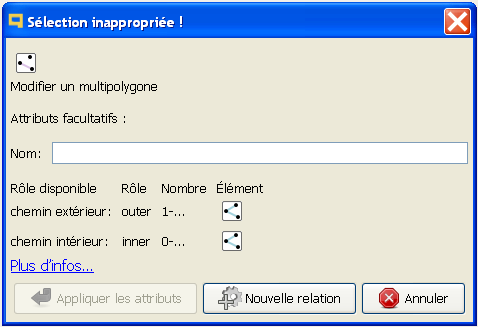 Sélection inappropriée !
Modifier un multipolygone
Attributs facultatifs :
Nom:
Rôle disponible Rôle Nombre Élément
chemin extérieur: outer 1-...
chemin intérieur: inner 0-...
Plus d'infos...
Appliquer les attributs Nouvelle relation Annuler